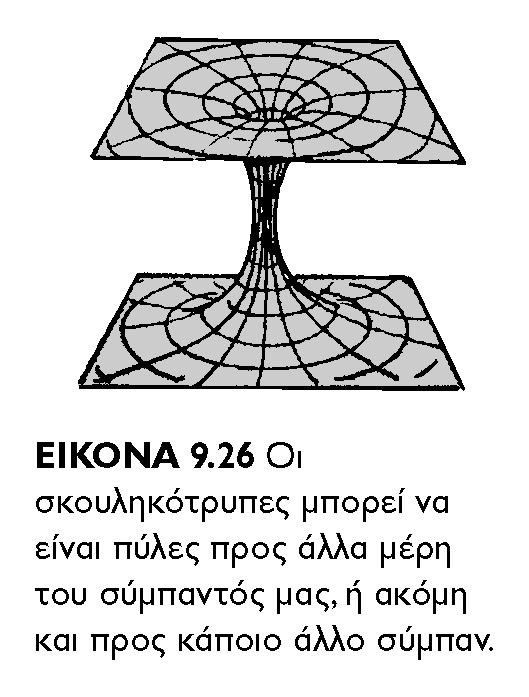 ΕΙΚΟΝΑ 9.26 Οι
σκουληκότρυπες μπορεί να
είναι πύλες προς άλλα μέρη
του σύμπαντός μας, ή ακόμη
και προς κάποιο άλλο σύμπαν.